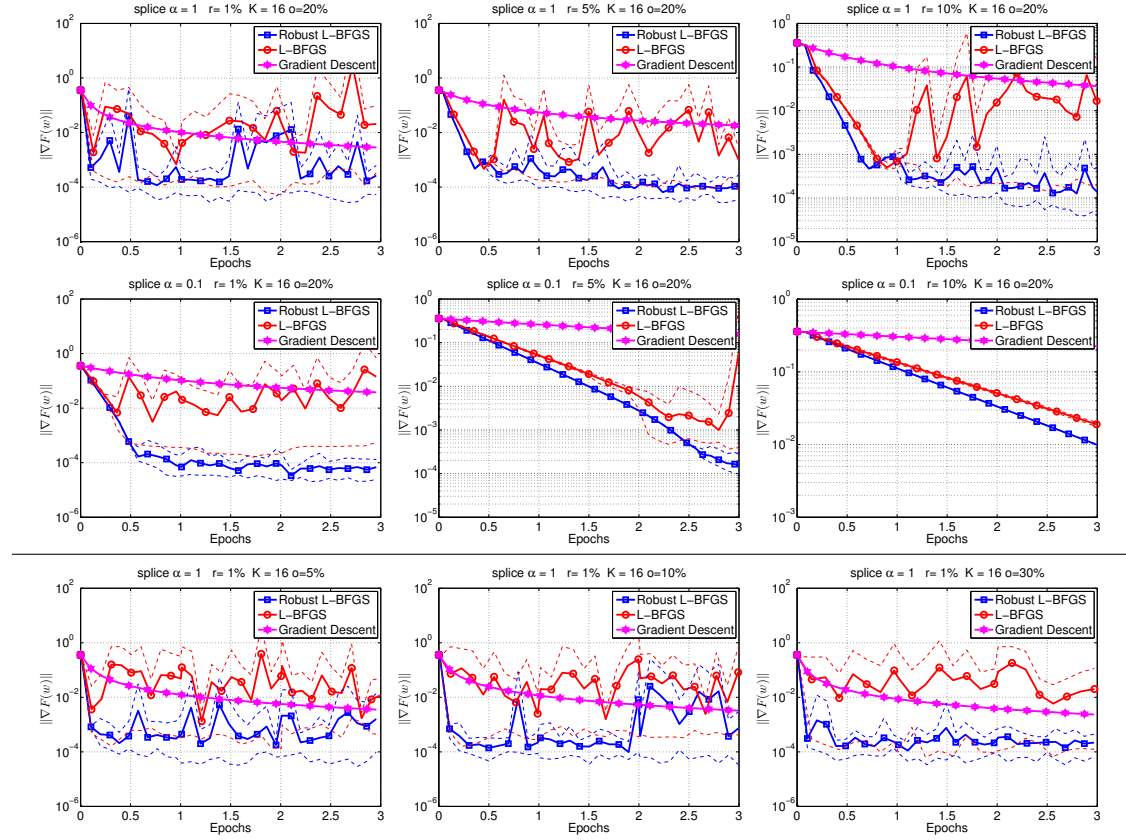 splice α = 1 r= 1% K = 16 o=20%
10^2
10^0
10^−2
10^−4
10^−6
||∇F(w)||
0 0.5 1 1.5 2 2.5 3
Epochs
Robust L−BFGS
L−BFGS
Gradient Descent
splice α = 1 r= 5% K = 16 o=20%
10^2
10^0
10^−2
10^−4
10^−6
||∇F(w)||
0 0.5 1 1.5 2 2.5 3
Epochs
Robust L−BFGS
L−BFGS
Gradient Descent
splice α = 1 r= 10% K = 16 o=20%
10^0
10^−1
10^−2
10^−3
10^−4
10^−5
||∇F(w)||
0 0.5 1 1.5 2 2.5 3
Epochs
Robust L−BFGS
L−BFGS
Gradient Descent
splice α = 0.1 r= 1% K = 16 o=20%
10^2
10^0
10^−2
10^−4
10^−6
||∇F(w)||
0 0.5 1 1.5 2 2.5 3
Epochs
Robust L−BFGS
L−BFGS
Gradient Descent
splice α = 0.1 r= 5% K = 16 o=20%
10^0
10^−1
10^−2
10^−3
10^−4
10^−5
||∇F(w)||
0 0.5 1 1.5 2 2.5 3
Epochs
Robust L−BFGS
L−BFGS
Gradient Descent
splice α = 0.1 r= 10% K = 16 o=20%
10^0
10^−1
10^−2
10^−3
||∇F(w)||
0 0.5 1 1.5 2 2.5 3
Epochs
Robust L−BFGS
L−BFGS
Gradient Descent
splice α = 1 r= 1% K = 16 o=5%
10^2
10^0
10^−2
10^−4
10^−6
||∇F(w)||
0 0.5 1 1.5 2 2.5 3
Epochs
Robust L−BFGS
L−BFGS
Gradient Descent
splice α = 1 r= 1% K = 16 o=10%
10^2
10^0
10^−2
10^−4
10^−6
||∇F(w)||
0 0.5 1 1.5 2 2.5 3
Epochs
Robust L−BFGS
L−BFGS
Gradient Descent
splice α = 1 r= 1% K = 16 o=30%
10^2
10^0
10^−2
10^−4
10^−6
||∇F(w)||
0 0.5 1 1.5 2 2.5 3
Epochs
Robust L−BFGS
L−BFGS
Gradient Descent